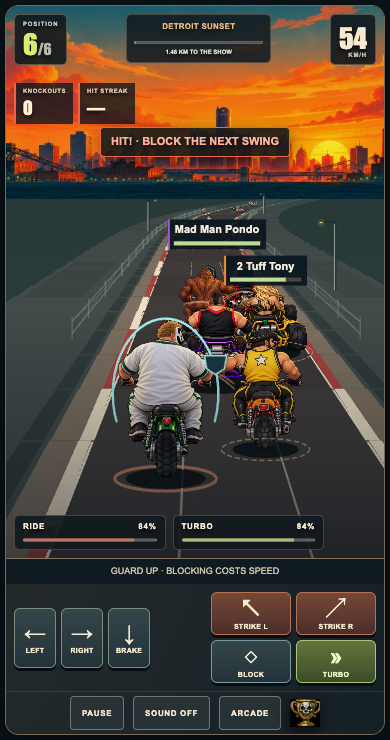 POSITION
6/6
DETROIT SUNSET
1.48 KM TO THE SHOW
54
KM/H
KNOCKOUTS
0
HIT STREAK
—
HIT! · BLOCK THE NEXT SWING
Mad Man Pondo
2 Tuff Tony
RIDE 84%
TURBO 84%
GUARD UP · BLOCKING COSTS SPEED
← LEFT
→ RIGHT
↓ BRAKE
↖ STRIKE L
↗ STRIKE R
◇ BLOCK
» TURBO
PAUSE
SOUND OFF
ARCADE